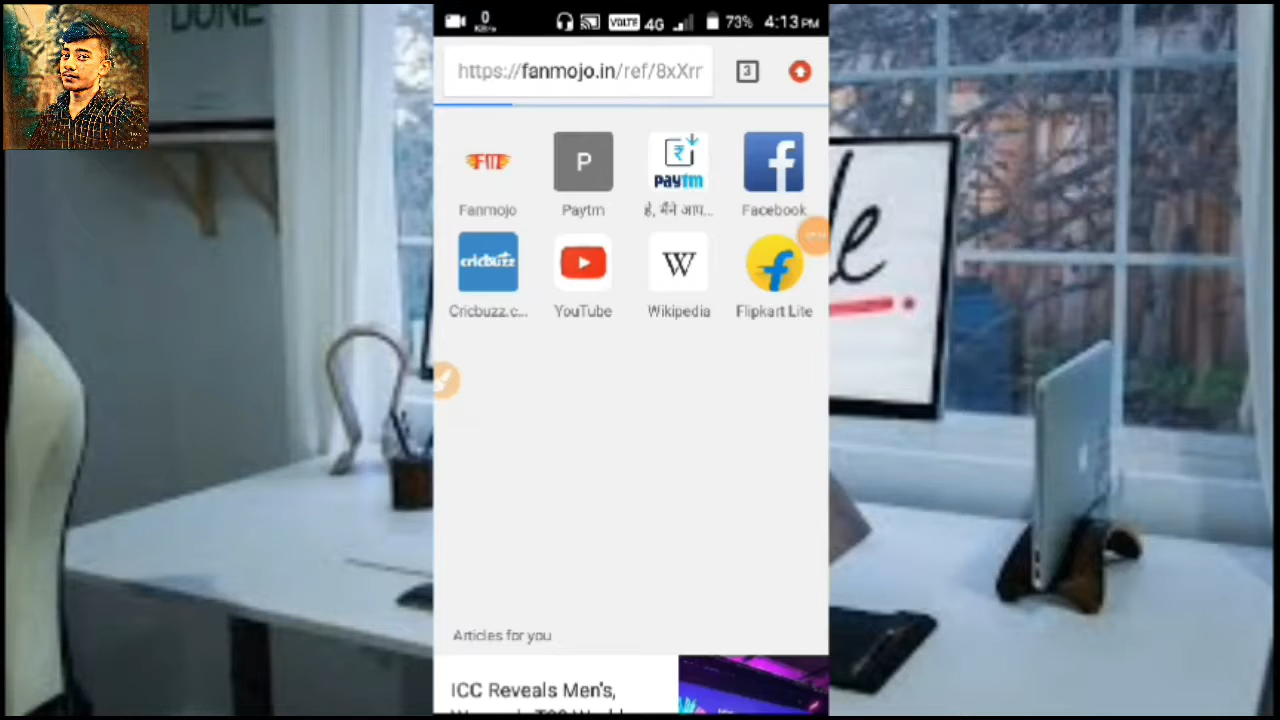 DONE
0
VOLTE 4G 73% 4:13 PM
https://fanmojo.in/ref/8xXrr
3
FM P ₹ paytm f
Fanmojo Paytm हे, मैंने आप... Facebook
cricbuzz W f
Cricbuzz.c... YouTube Wikipedia Flipkart Lite
Articles for you
ICC Reveals Men's,